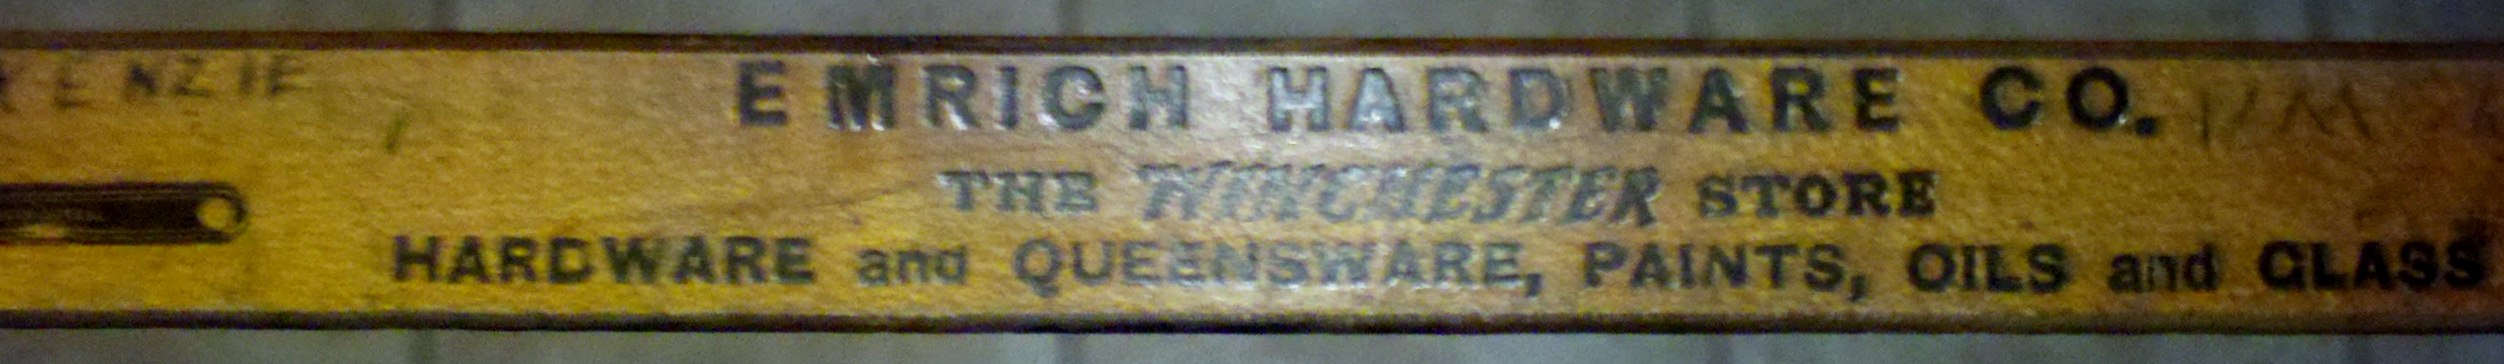 EMRICH HARDWARE CO.
THE WINCHESTER STORE
HARDWARE and QUEENSWARE, PAINTS, OILS and GLASS